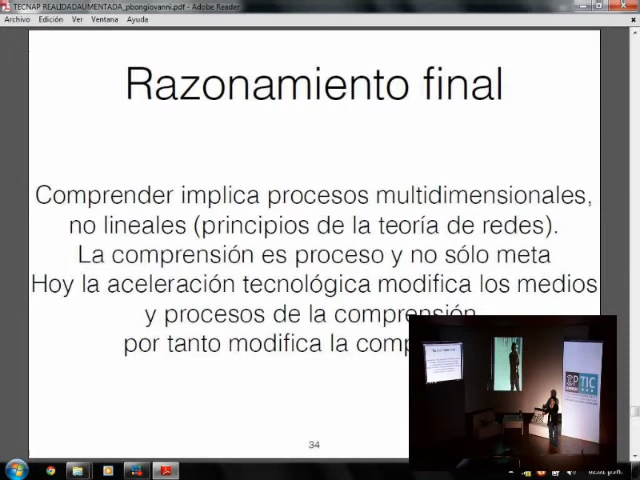 TECNAP REALIDADAUMENTADA_pbongiovanni.pdf - Adobe Reader
Archivo Edición Ver Ventana Ayuda
Razonamiento final
Comprender implica procesos multidimensionales,
no lineales (principios de la teoría de redes).
La comprensión es proceso y no sólo meta
Hoy la aceleración tecnológica modifica los medios
y procesos de la comprensión
por tanto modifica la comp
34
TIC